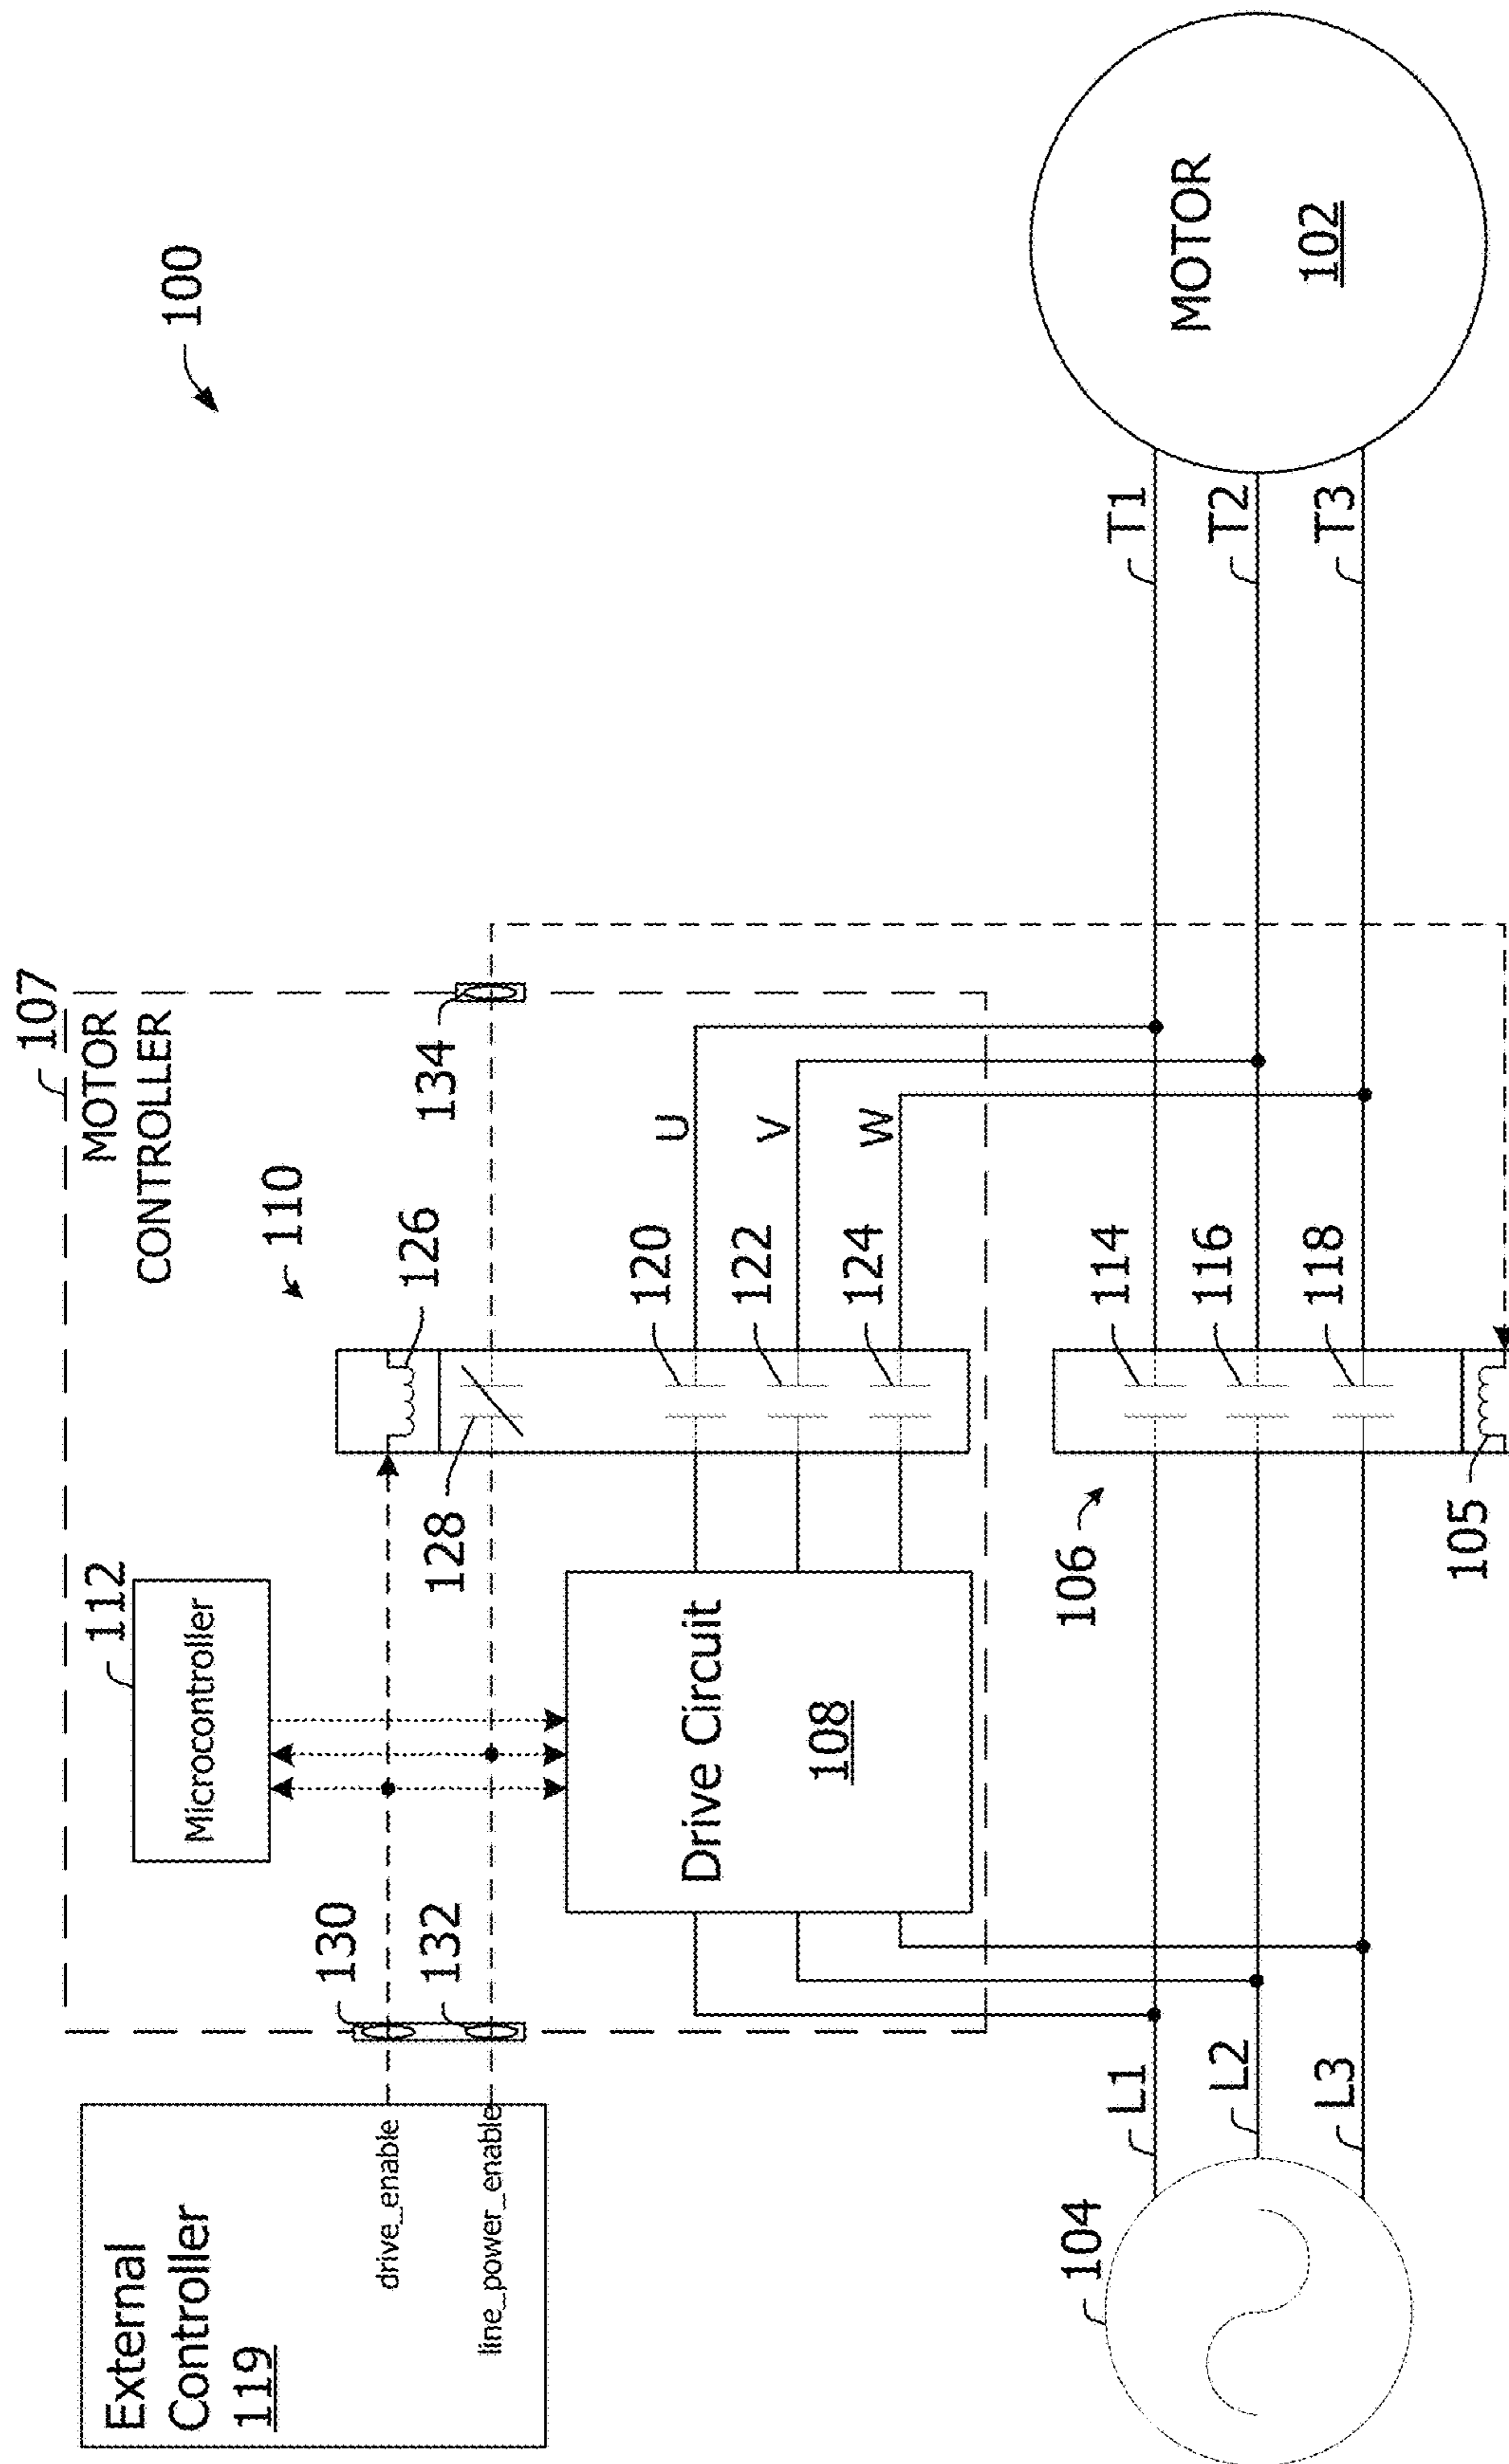 100
107
MOTOR
CONTROLLER
External
Controller
119
drive_enable
line_power_enable
130
132
112
Microcontroller
110
126
128
134
Drive Circuit
108
120
122
124
U
V
W
104
L1
L2
L3
106
114
116
118
105
T1
T2
T3
MOTOR
102